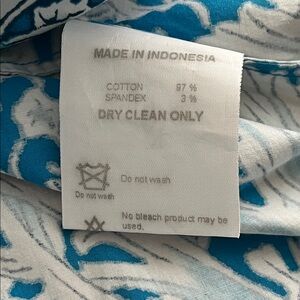 MADE IN INDONESIA
COTTON 97 %
SPANDEX 3 %
DRY CLEAN ONLY
Do not wash
Do not wash
No bleach product may be
used.